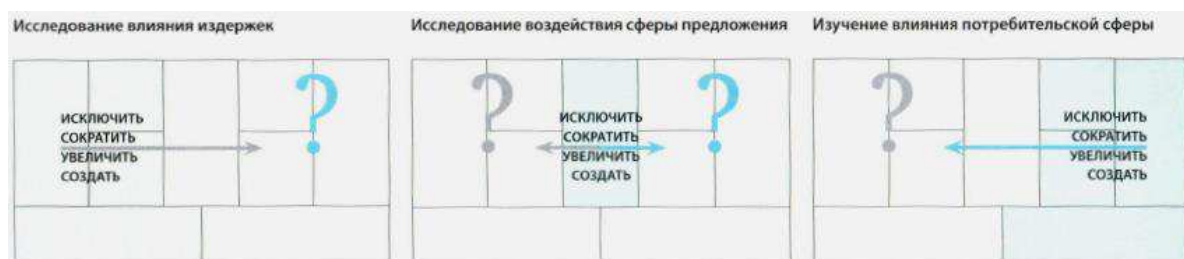 Исследование влияния издержек
?
ИСКЛЮЧИТЬ
СОКРАТИТЬ
УВЕЛИЧИТЬ
СОЗДАТЬ
Исследование воздействия сферы предложения
?
?
ИСКЛЮЧИТЬ
СОКРАТИТЬ
УВЕЛИЧИТЬ
СОЗДАТЬ
Изучение влияния потребительской сферы
?
ИСКЛЮЧИТЬ
СОКРАТИТЬ
УВЕЛИЧИТЬ
СОЗДАТЬ